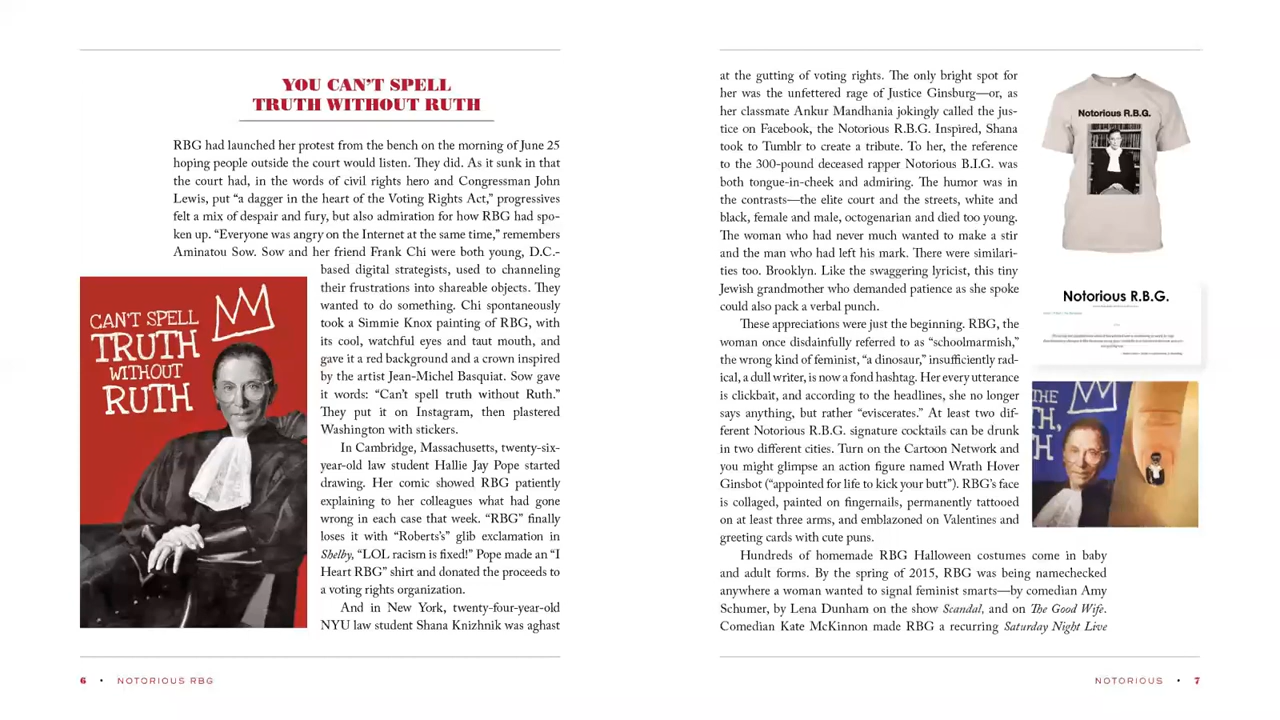 YOU CAN'T SPELL
TRUTH WITHOUT RUTH
RBG had launched her protest from the bench on the morning of June 25
hoping people outside the court would listen. They did. As it sunk in that
the court had, in the words of civil rights hero and Congressman John
Lewis, put “a dagger in the heart of the Voting Rights Act,” progressives
felt a mix of despair and fury, but also admiration for how RBG had spo-
ken up. “Everyone was angry on the Internet at the same time,” remembers
Aminatou Sow. Sow and her friend Frank Chi were both young, D.C.-
based digital strategists, used to channeling
their frustrations into shareable objects. They
wanted to do something. Chi spontaneously
took a Simmie Knox painting of RBG, with
its cool, watchful eyes and taut mouth, and
gave it a red background and a crown inspired
by the artist Jean-Michel Basquiat. Sow gave
it words: “Can't spell truth without Ruth.”
They put it on Instagram, then plastered
Washington with stickers.
In Cambridge, Massachusetts, twenty-six-
year-old law student Hallie Jay Pope started
drawing. Her comic showed RBG patiently
explaining to her colleagues what had gone
wrong in each case that week. “RBG” finally
loses it with “Roberts's” glib exclamation in
Shelby, “LOL racism is fixed!” Pope made an “I
Heart RBG” shirt and donated the proceeds to
a voting rights organization.
And in New York, twenty-four-year-old
NYU law student Shana Knizhnik was aghast
CAN'T SPELL
TRUTH
WITHOUT
RUTH
6 • NOTORIOUS RBG
at the gutting of voting rights. The only bright spot for
her was the unfettered rage of Justice Ginsburg—or, as
her classmate Ankur Mandhania jokingly called the jus-
tice on Facebook, the Notorious R.B.G. Inspired, Shana
took to Tumblr to create a tribute. To her, the reference
to the 300-pound deceased rapper Notorious B.I.G. was
both tongue-in-cheek and admiring. The humor was in
the contrasts—the elite court and the streets, white and
black, female and male, octogenarian and died too young.
The woman who had never much wanted to make a stir
and the man who had left his mark. There were similari-
ties too. Brooklyn. Like the swaggering lyricist, this tiny
Jewish grandmother who demanded patience as she spoke
could also pack a verbal punch.
These appreciations were just the beginning. RBG, the
woman once disdainfully referred to as “schoolmarmish,”
the wrong kind of feminist, “a dinosaur,” insufficiently rad-
ical, a dull writer, is now a fond hashtag. Her every utterance
is clickbait, and according to the headlines, she no longer
says anything, but rather “eviscerates.” At least two dif-
ferent Notorious R.B.G. signature cocktails can be drunk
in two different cities. Turn on the Cartoon Network and
you might glimpse an action figure named Wrath Hover
Ginsbot (“appointed for life to kick your butt”). RBG's face
is collaged, painted on fingernails, permanently tattooed
on at least three arms, and emblazoned on Valentines and
greeting cards with cute puns.
Hundreds of homemade RBG Halloween costumes come in baby
and adult forms. By the spring of 2015, RBG was being namechecked
anywhere a woman wanted to signal feminist smarts—by comedian Amy
Schumer, by Lena Dunham on the show Scandal, and on The Good Wife.
Comedian Kate McKinnon made RBG a recurring Saturday Night Live
Notorious R.B.G.
Notorious R.B.G.
THE
TH,
TH
NOTORIOUS • 7